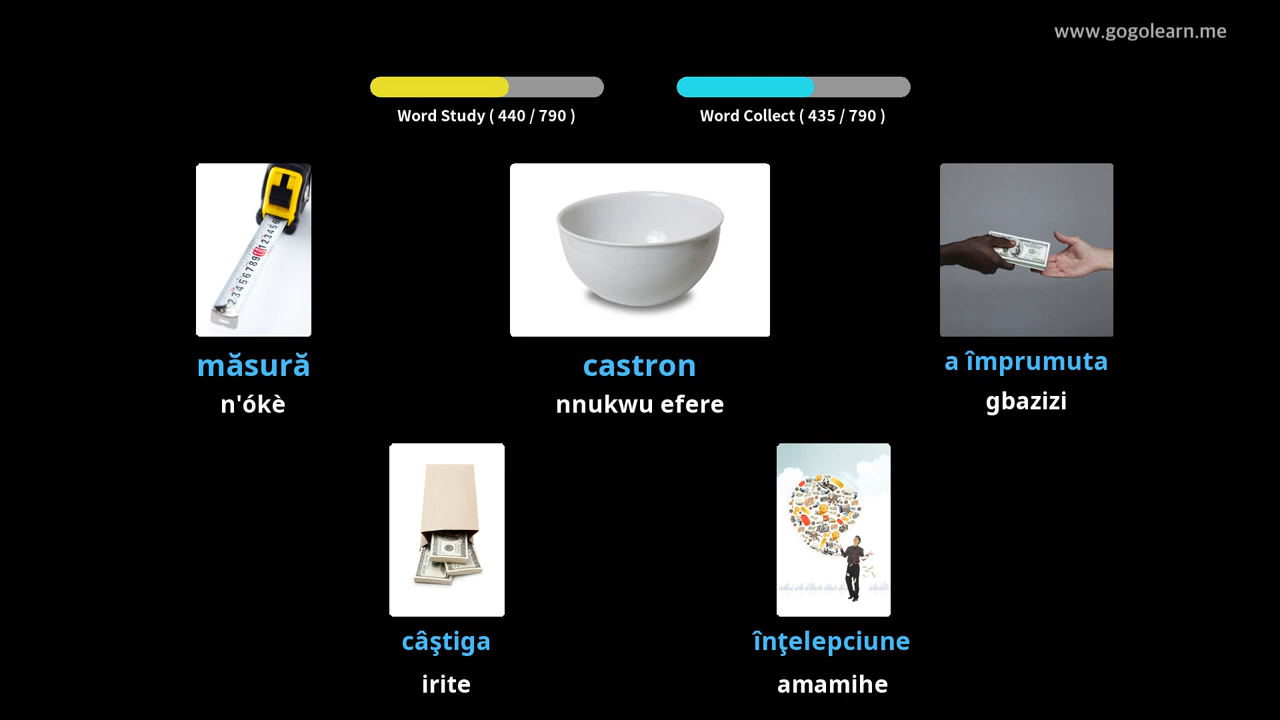 www.gogolearn.me
Word Study ( 440 / 790 )
Word Collect ( 435 / 790 )
măsură
n'ókè
castron
nnukwu efere
a împrumuta
gbazizi
câştiga
irite
înţelepciune
amamihe